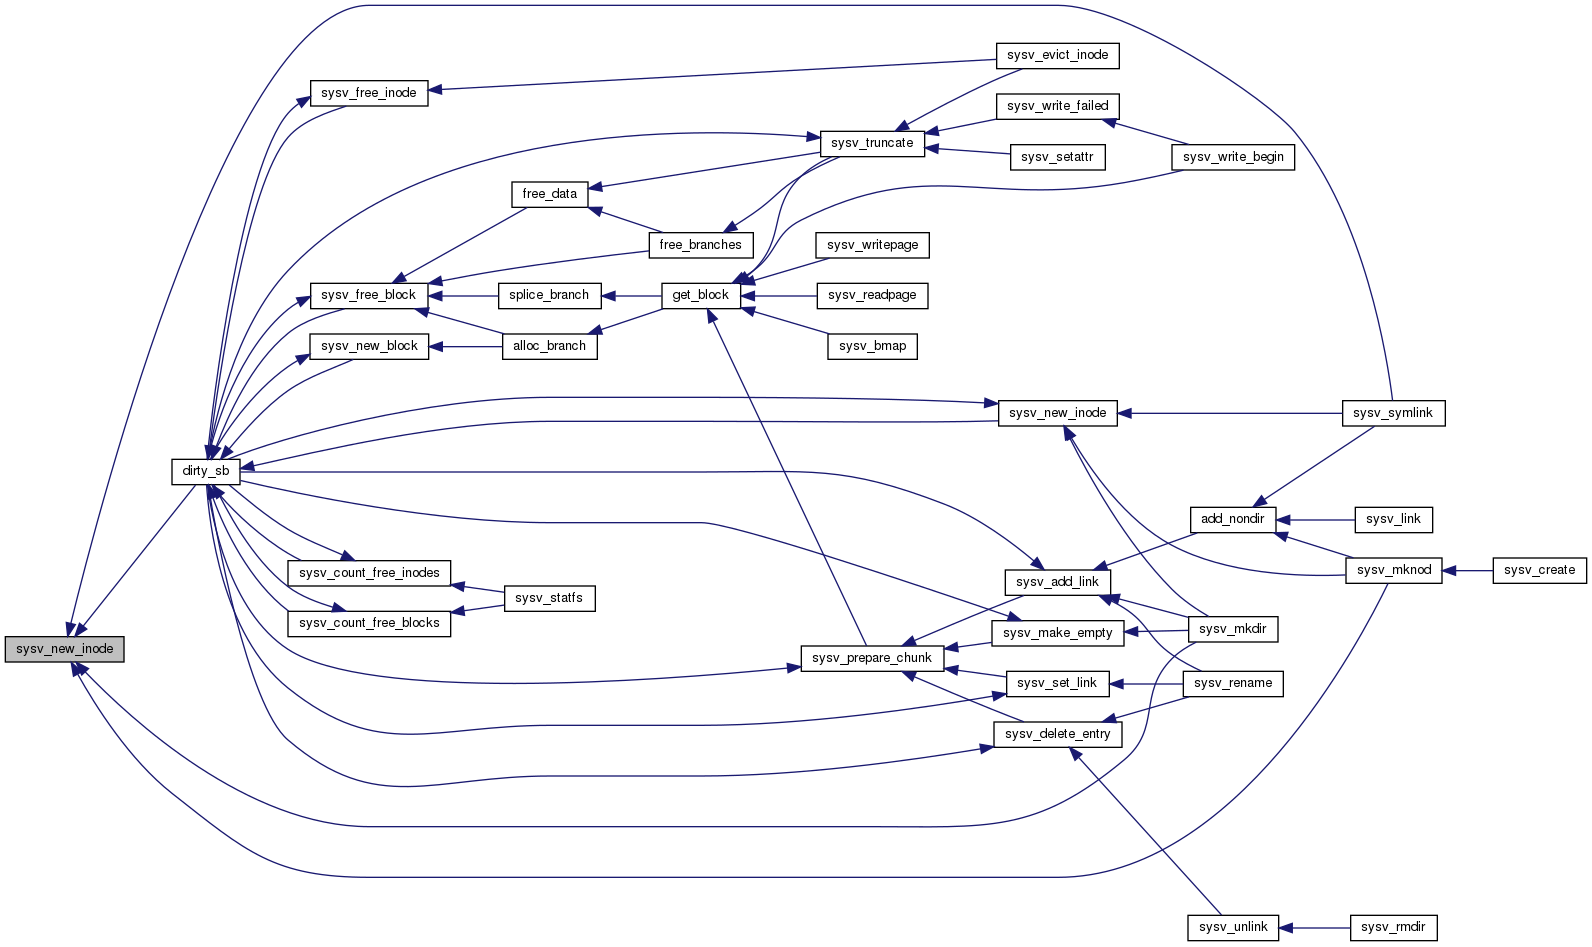 sysv_evict_inode
sysv_free_inode
sysv_write_failed
sysv_truncate
sysv_setattr
sysv_write_begin
free_data
free_branches
sysv_writepage
sysv_free_block
splice_branch
get_block
sysv_readpage
sysv_new_block
alloc_branch
sysv_bmap
sysv_new_inode
sysv_symlink
dirty_sb
add_nondir
sysv_link
sysv_count_free_inodes
sysv_add_link
sysv_mknod
sysv_create
sysv_statfs
sysv_count_free_blocks
sysv_make_empty
sysv_mkdir
sysv_new_inode
sysv_prepare_chunk
sysv_set_link
sysv_rename
sysv_delete_entry
sysv_unlink
sysv_rmdir